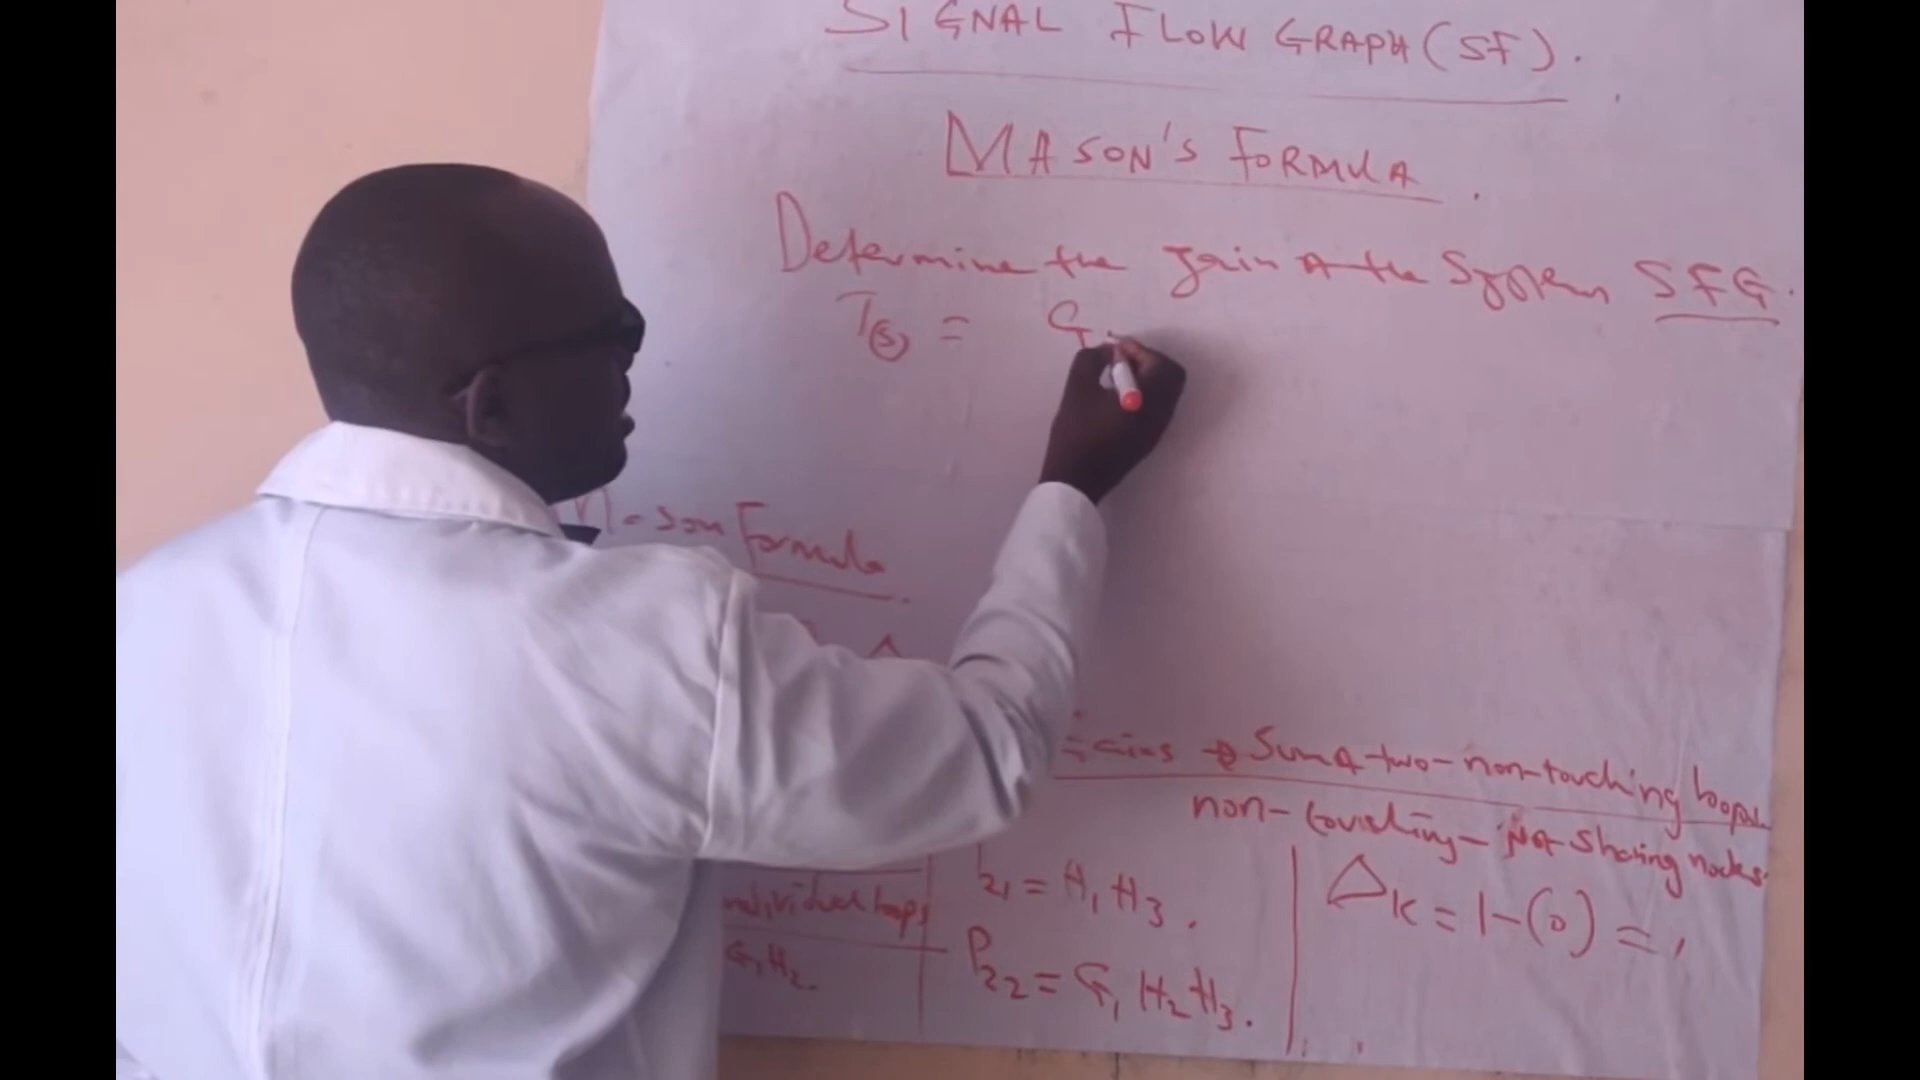 SIGNAL FLOW GRAPH (SF).
MASON'S FORMULA.
Determine the gain of the System SFG.
T(s) = G
son Formula
Δ
Sum of two-non-touching loops
non-touching - Not sharing nodes.
individual loops
G₁H₂.
P₂₁ = H₁H₃.
P₂₂ = G₁H₂H₃.
ΔK = 1-(0) = 1